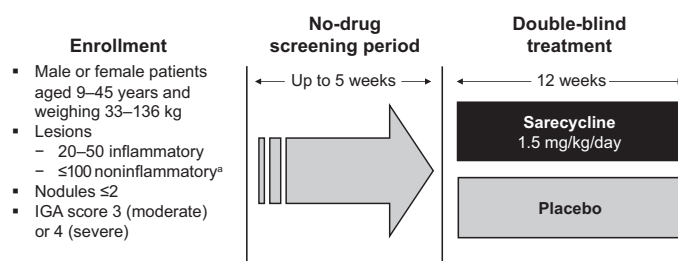 Enrollment
▪ Male or female patients
aged 9–45 years and
weighing 33–136 kg
▪ Lesions
− 20–50 inflammatory
− ≤100 noninflammatoryᵃ
▪ Nodules ≤2
▪ IGA score 3 (moderate)
or 4 (severe)
No-drug
screening period
Up to 5 weeks
Double-blind
treatment
12 weeks
Sarecycline
1.5 mg/kg/day
Placebo